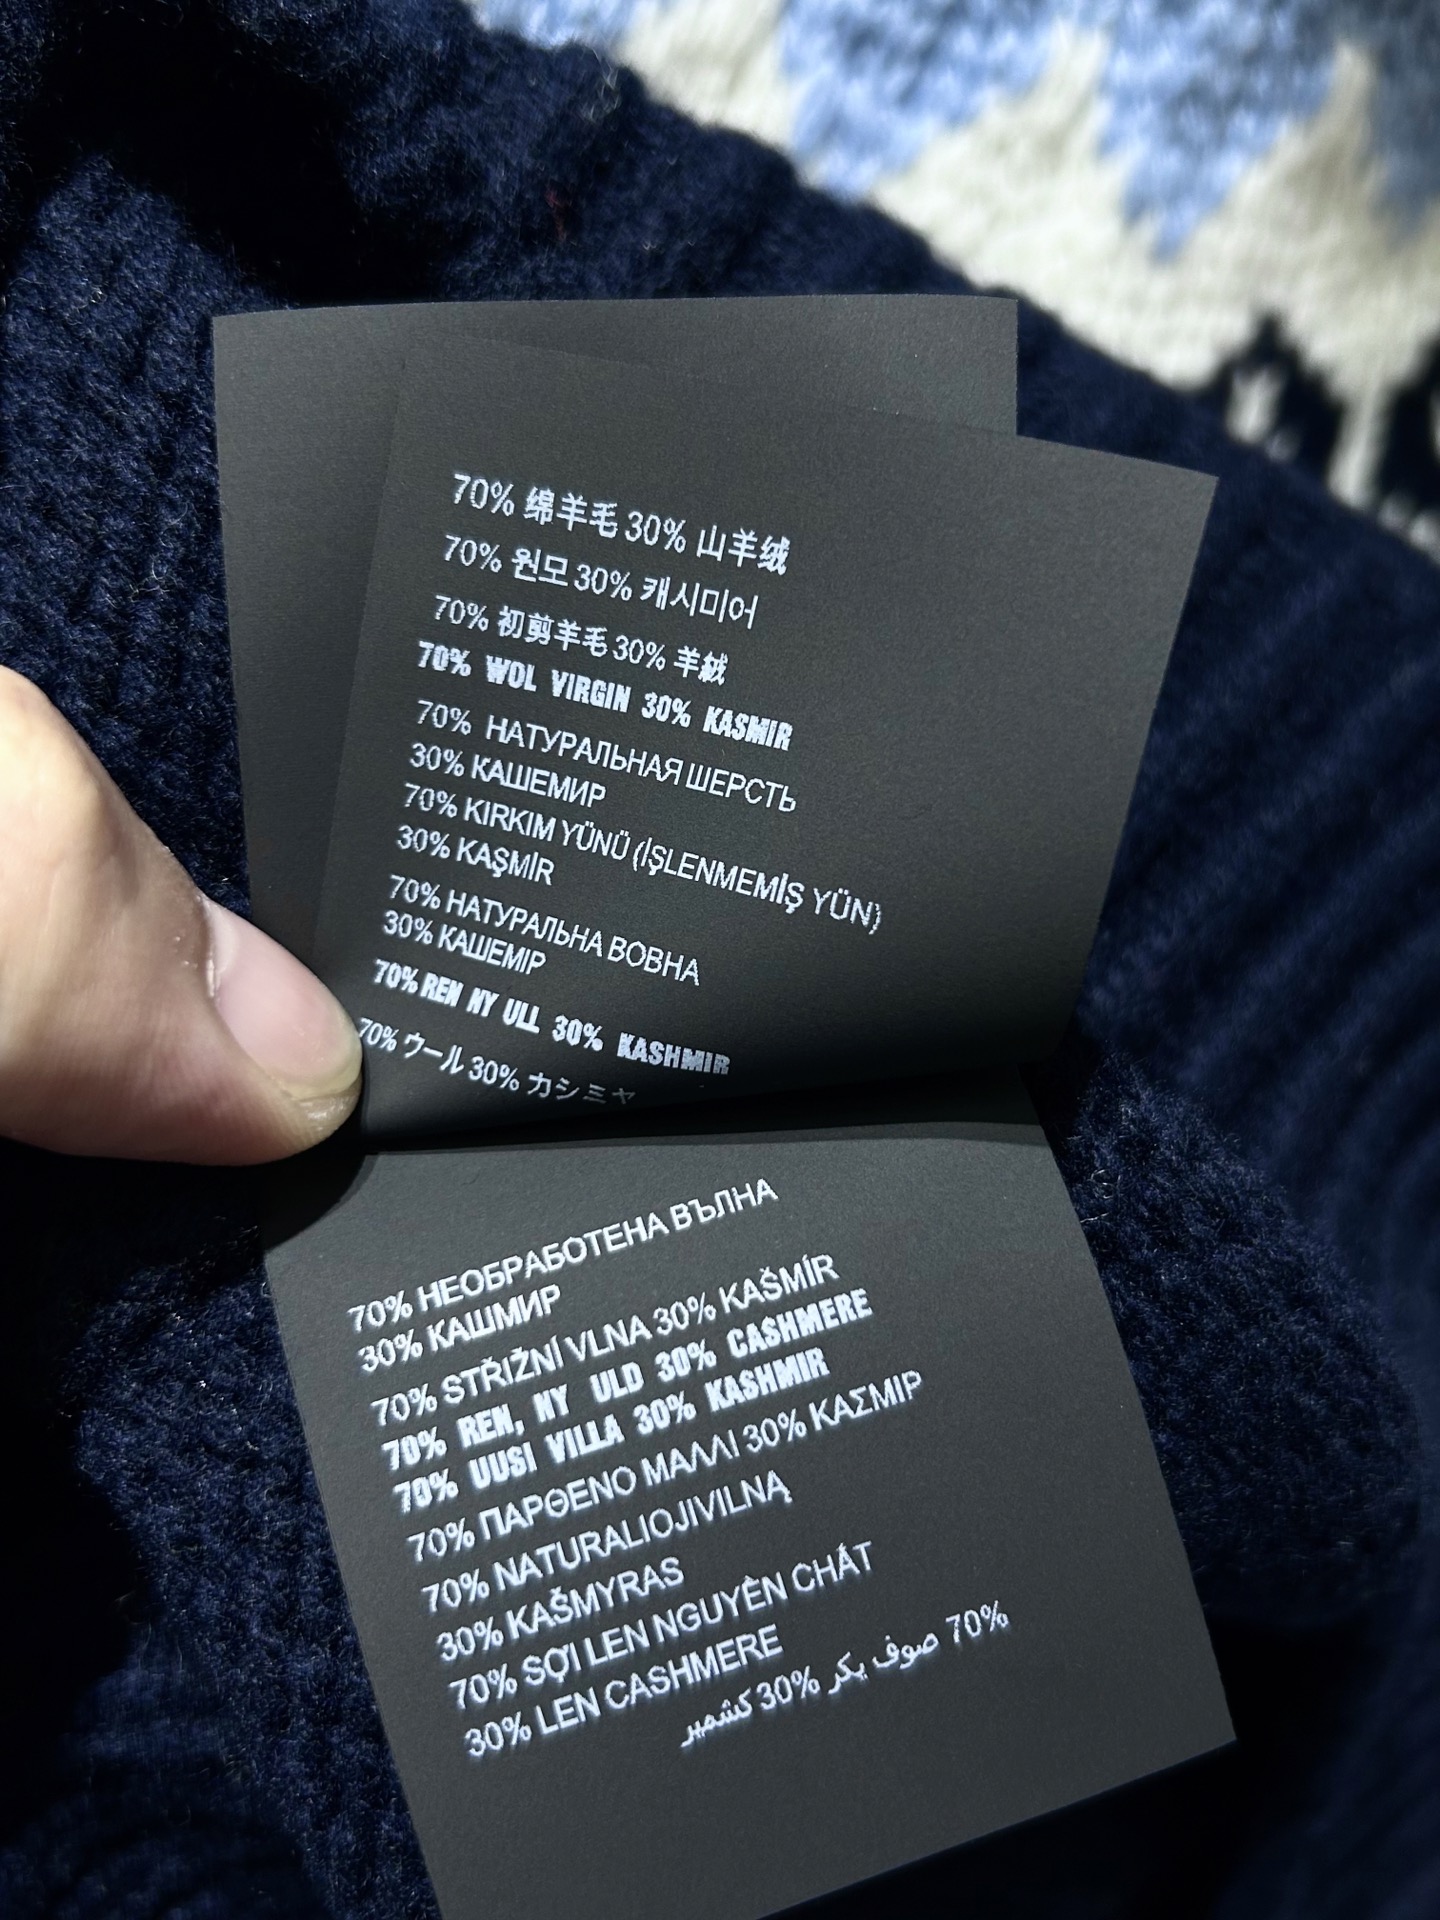 70% 绵羊毛 30% 山羊绒
70% 원모 30% 캐시미어
70% 初剪羊毛 30% 羊絨
70% WOL VIRGIN 30% KASMIR
70% НАТУРАЛЬНАЯ ШЕРСТЬ
30% КАШЕМИР
70% KIRKIM YÜNÜ (İŞLENMEMİŞ YÜN)
30% KAŞMİR
70% НАТУРАЛЬНА ВОВНА
30% КАШЕМІР
70% REN NY ULL 30% KASHMIR
70% ウール 30% カシミヤ
70% НЕОБРАБОТЕНА ВЪЛНА
30% КАШМИР
70% STŘIŽNÍ VLNA 30% KAŠMÍR
70% REN, NY ULD 30% CASHMERE
70% UUSI VILLA 30% KASHMIR
70% ΠΑΡΘΕΝΟ ΜΑΛΛΙ 30% ΚΑΣΜΙΡ
70% NATURALIOJIVILNĄ
30% KAŠMYRAS
70% SỢI LEN NGUYÊN CHẤT
30% LEN CASHMERE
70% صوف بكر 30% كشمير